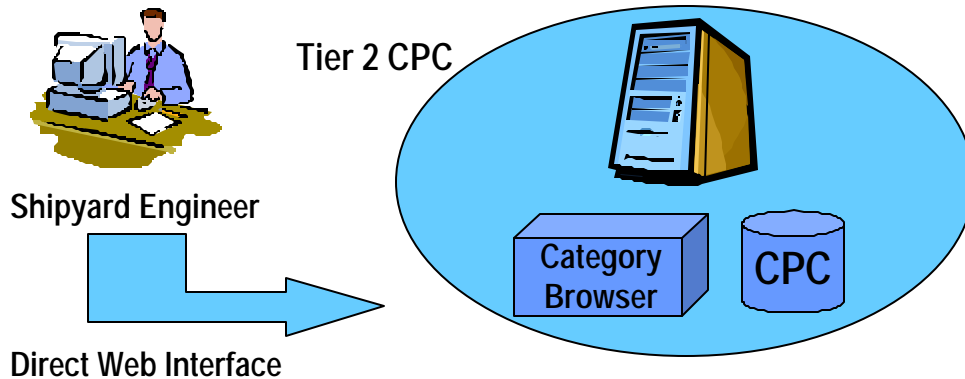 Tier 2 CPC
Shipyard Engineer
Category
Browser
CPC
Direct Web Interface